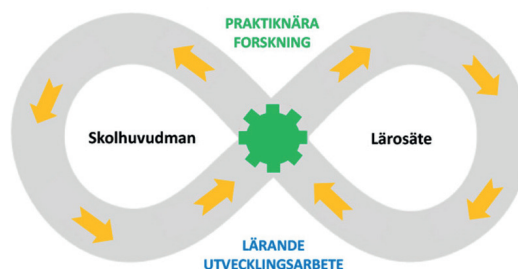 PRAKTIKNÄRA
FORSKNING
Skolhuvudman
Lärosäte
LÄRANDE
UTVECKLINGSARBETE